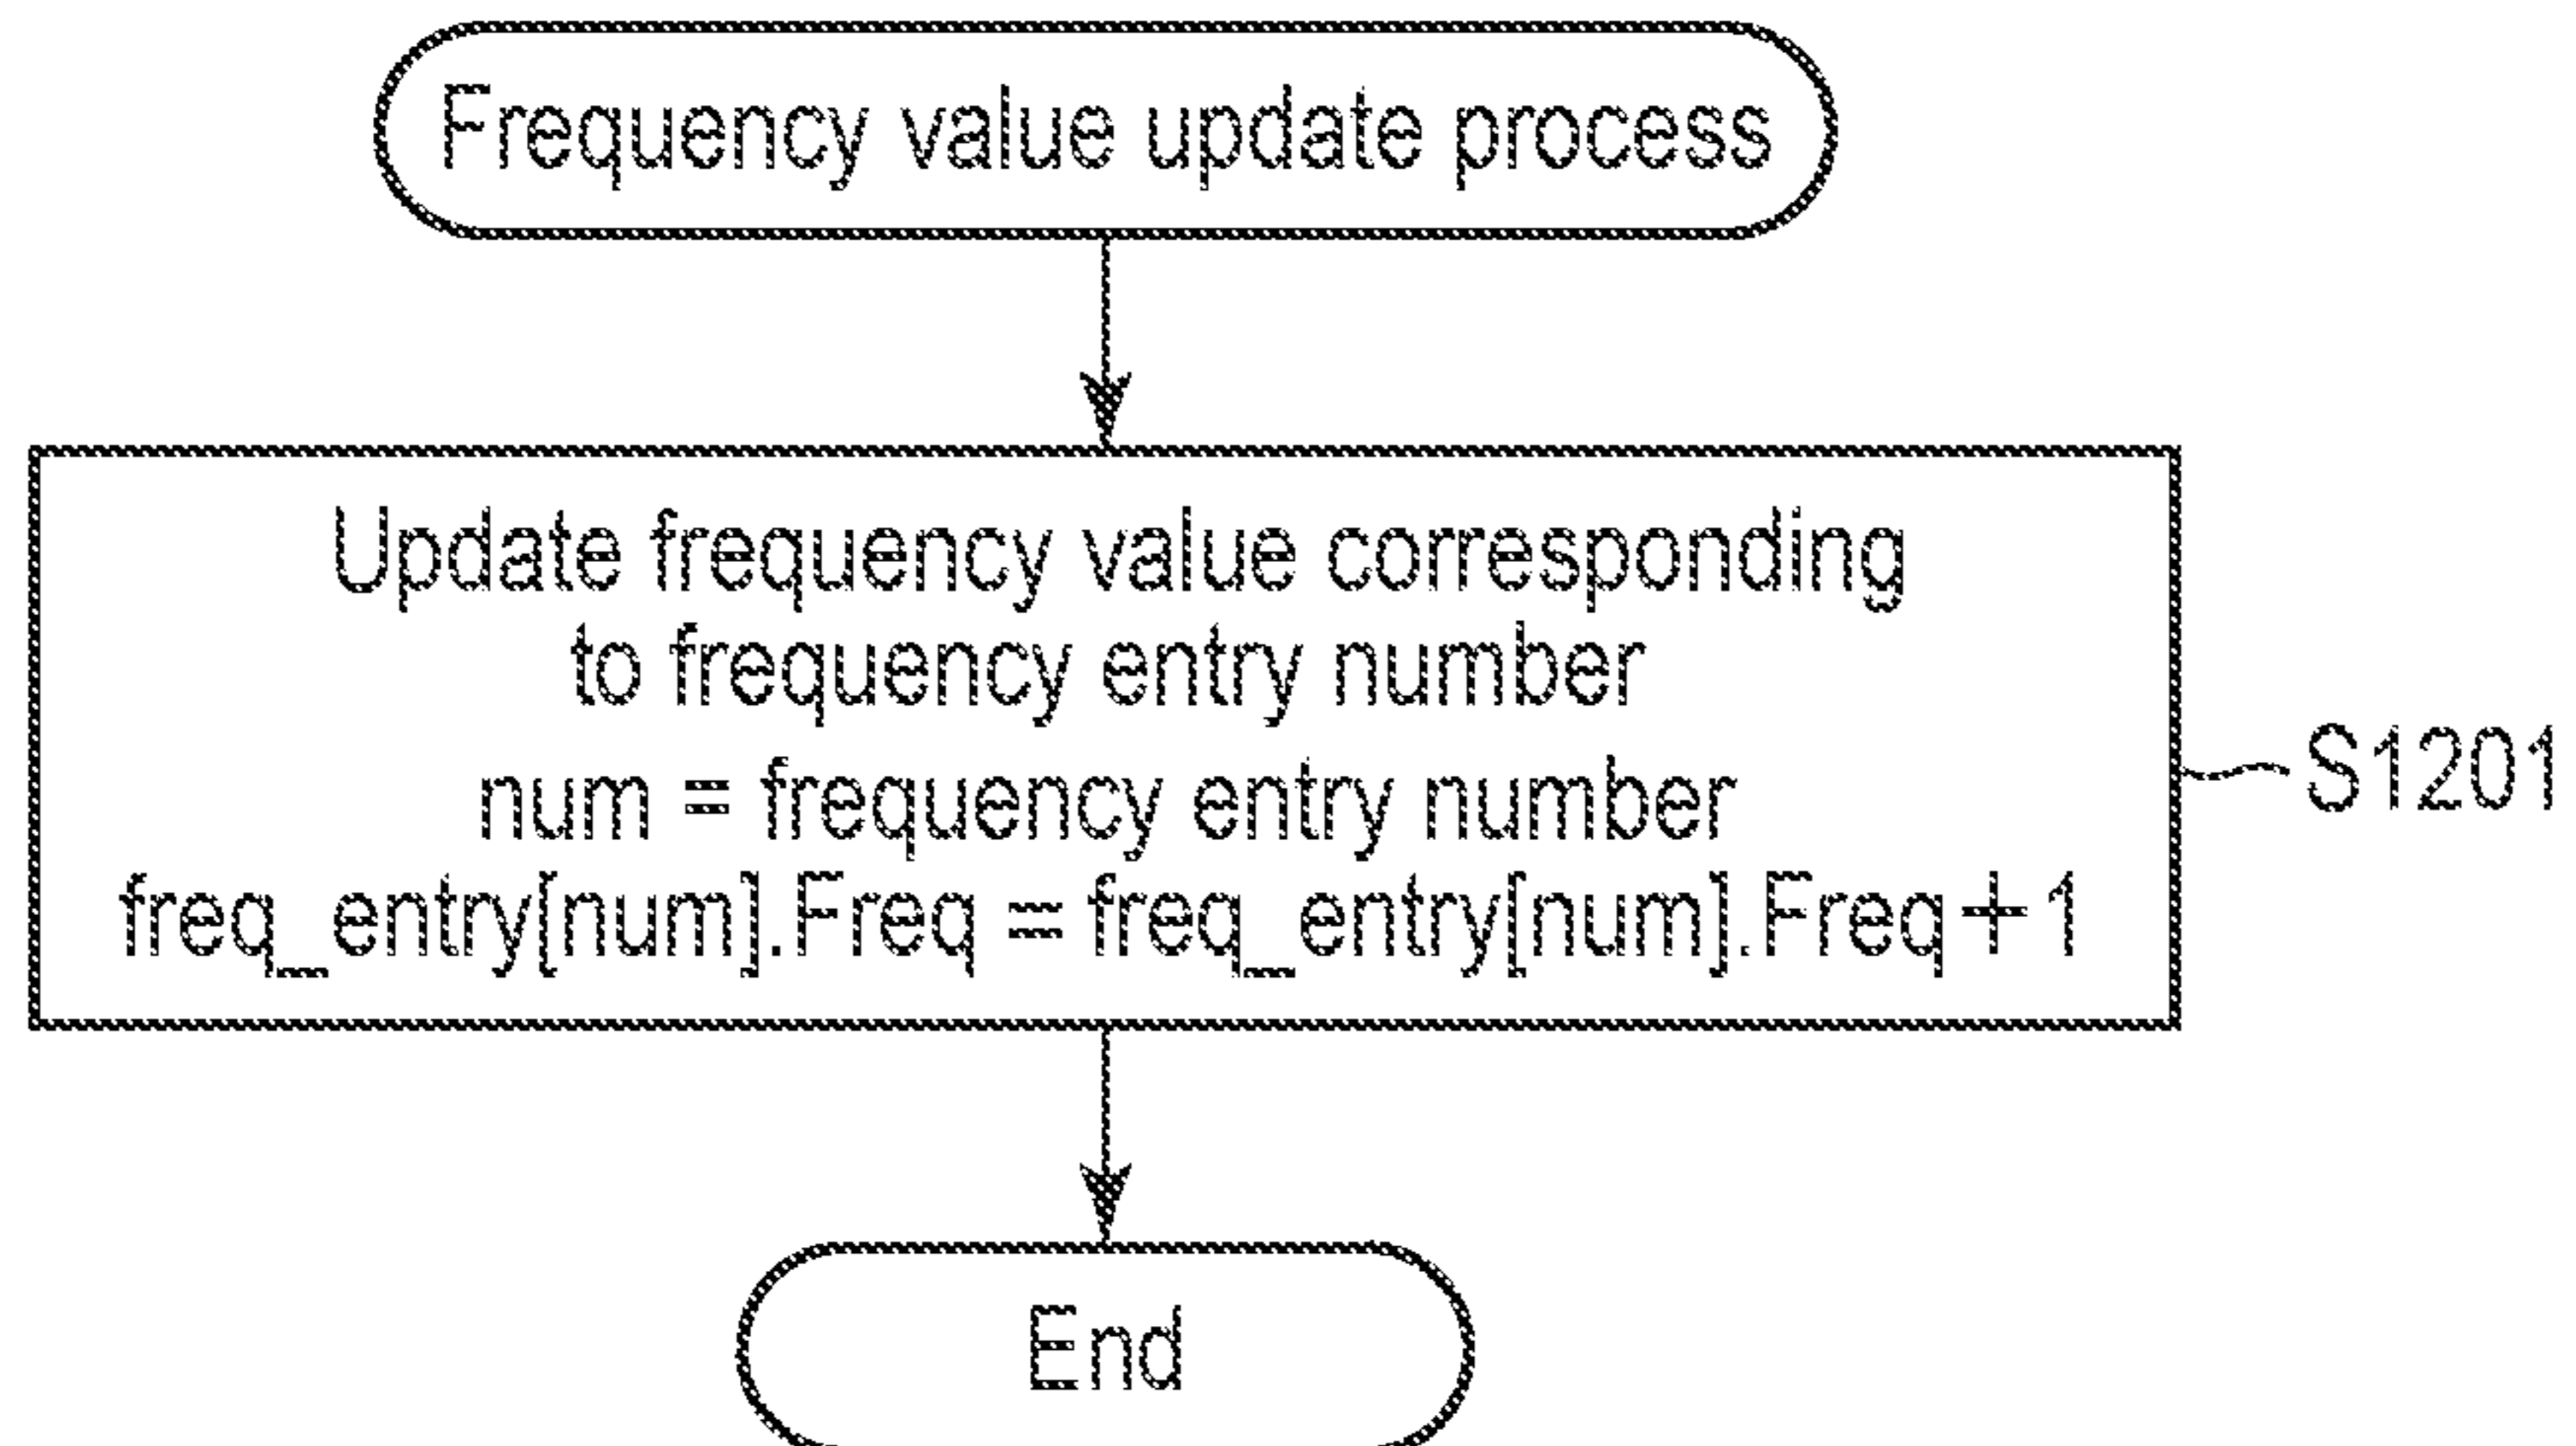 Frequency value update process
Update frequency value corresponding
to frequency entry number
num = frequency entry number
freq_entry[num].Freq = freq_entry[num].Freq+1
S1201
End